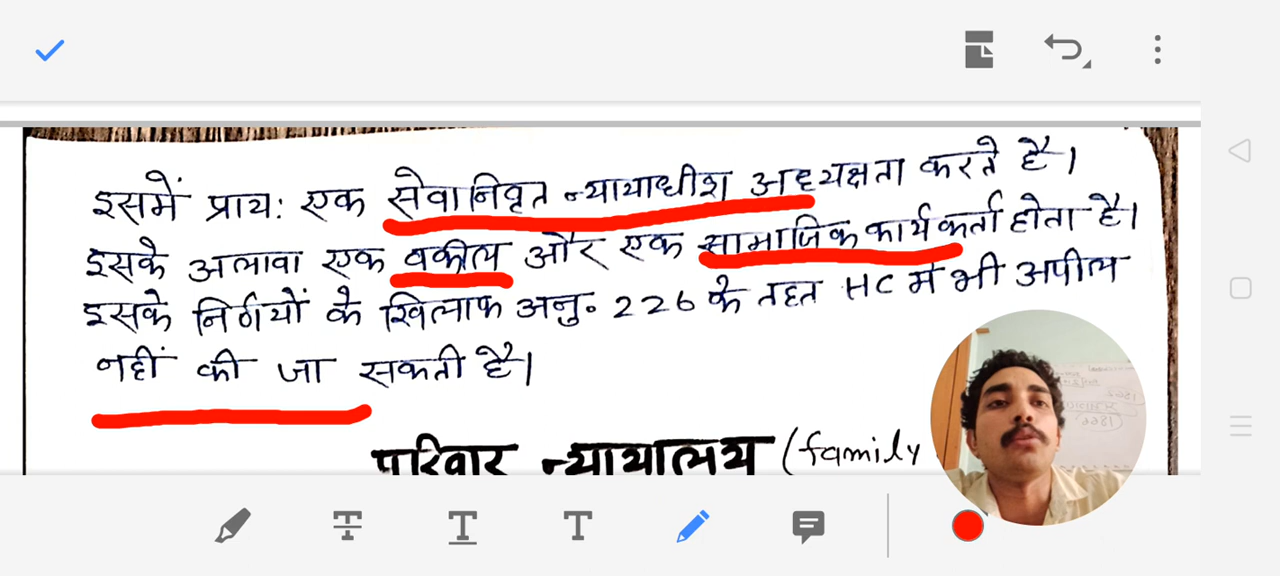 इसमें प्राय: एक सेवानिवृत न्यायाधीश अध्यक्षता करते है।
इसके अलावा एक वकील और एक सामाजिक कार्यकर्ता होता है।
इसके निर्णयों के खिलाफ अनु. 226 के तहत HC में भी अपील
नहीं की जा सकती है।
परिवार न्यायालय (family